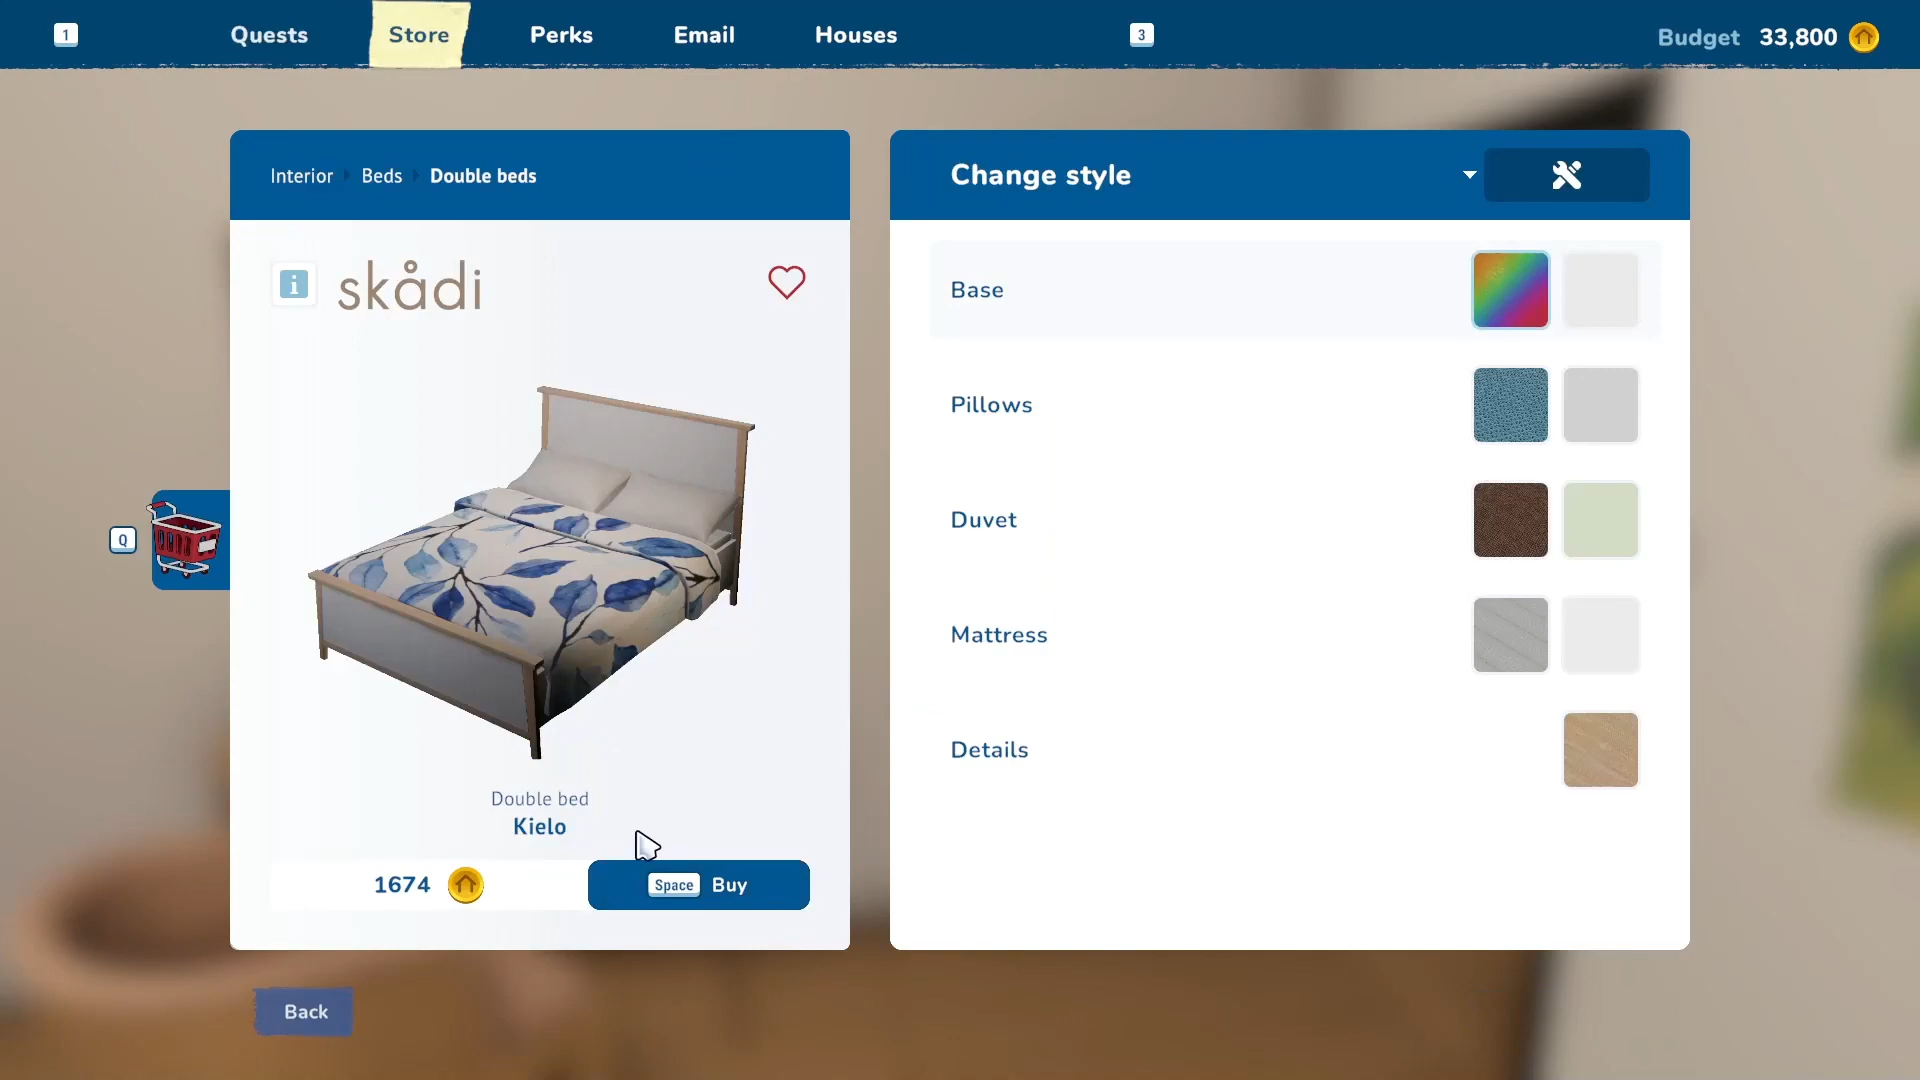 1
Quests
Store
Perks
Email
Houses
3
Budget 33,800
Interior
Beds
Double beds
Change style
i
skådi
Base
Pillows
Duvet
Q
Mattress
Details
Double bed
Kielo
1674
Space
Buy
Back